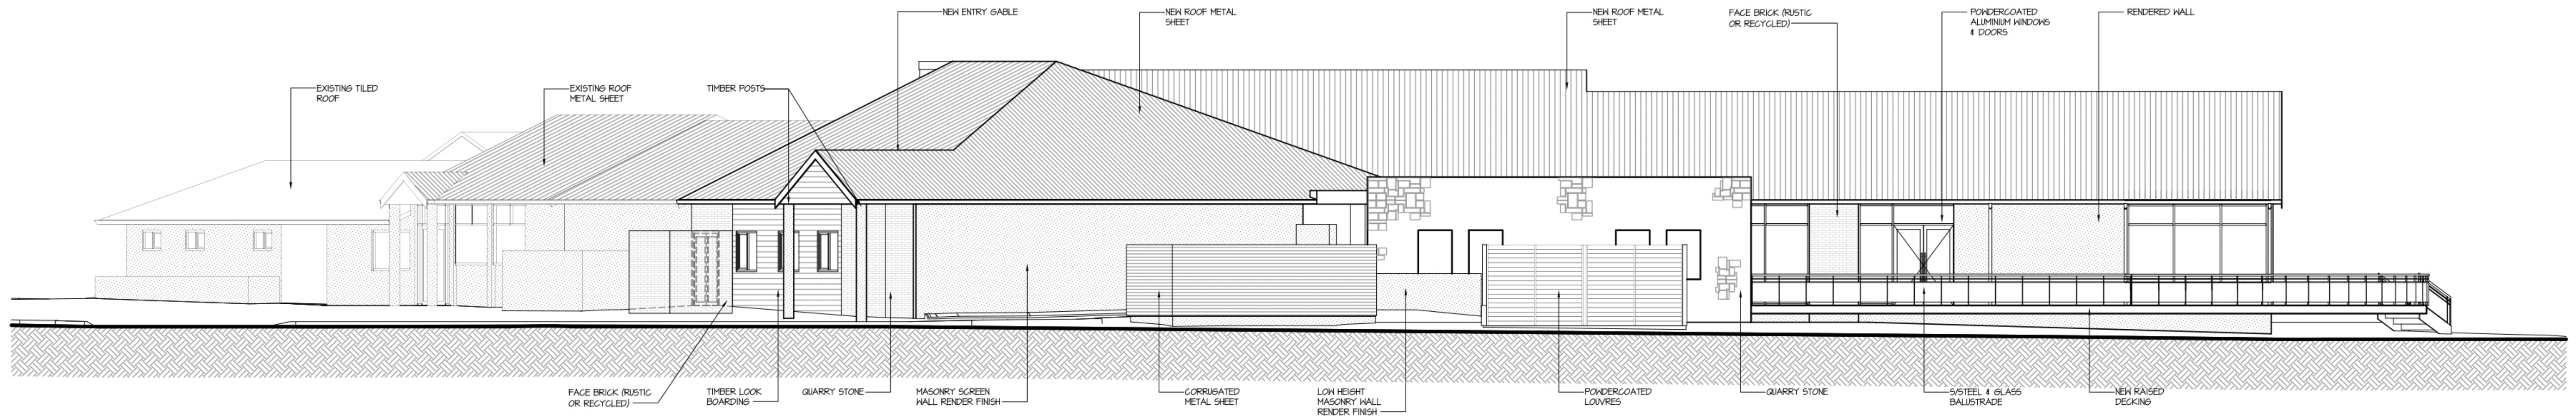 NEW ENTRY GABLE
NEW ROOF METAL
SHEET
NEW ROOF METAL
SHEET
FACE BRICK (RUSTIC
OR RECYCLED)
POWDERCOATED
ALUMINIUM WINDOWS
& DOORS
RENDERED WALL
EXISTING TILED
ROOF
EXISTING ROOF
METAL SHEET
TIMBER POSTS
FACE BRICK (RUSTIC
OR RECYCLED)
TIMBER LOOK
BOARDING
QUARRY STONE
MASONRY SCREEN
WALL RENDER FINISH
CORRUGATED
METAL SHEET
LOW HEIGHT
MASONRY WALL
RENDER FINISH
POWDERCOATED
LOUVRES
QUARRY STONE
S/STEEL & GLASS
BALUSTRADE
NEW RAISED
DECKING